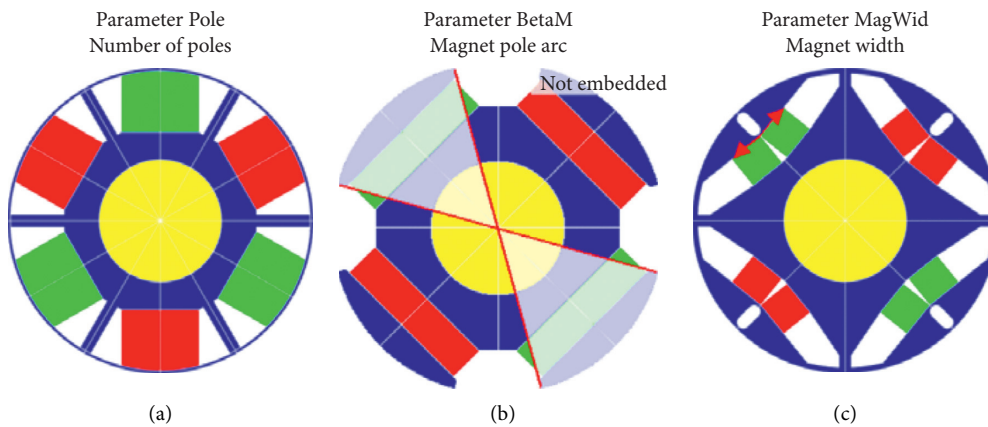 Parameter Pole
Number of poles
Parameter BetaM
Magnet pole arc
Parameter MagWid
Magnet width
Not embedded
(a)
(b)
(c)